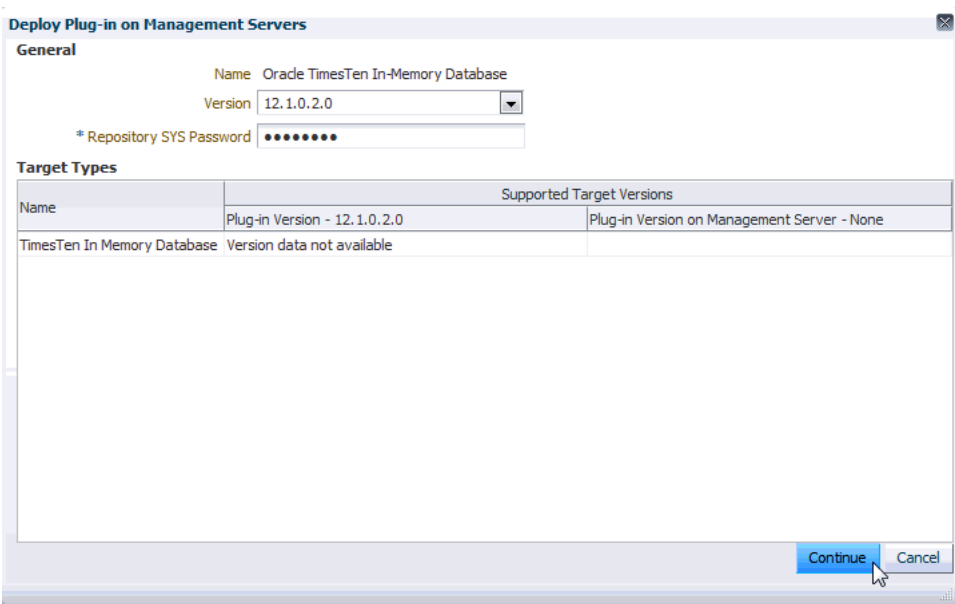 Deploy Plug-in on Management Servers
General
Name Oracle TimesTen In-Memory Database
Version 12.1.0.2.0
* Repository SYS Password ●●●●●●●●
Target Types
Name
Supported Target Versions
Plug-in Version - 12.1.0.2.0 Plug-in Version on Management Server - None
TimesTen In Memory Database Version data not available
Continue Cancel